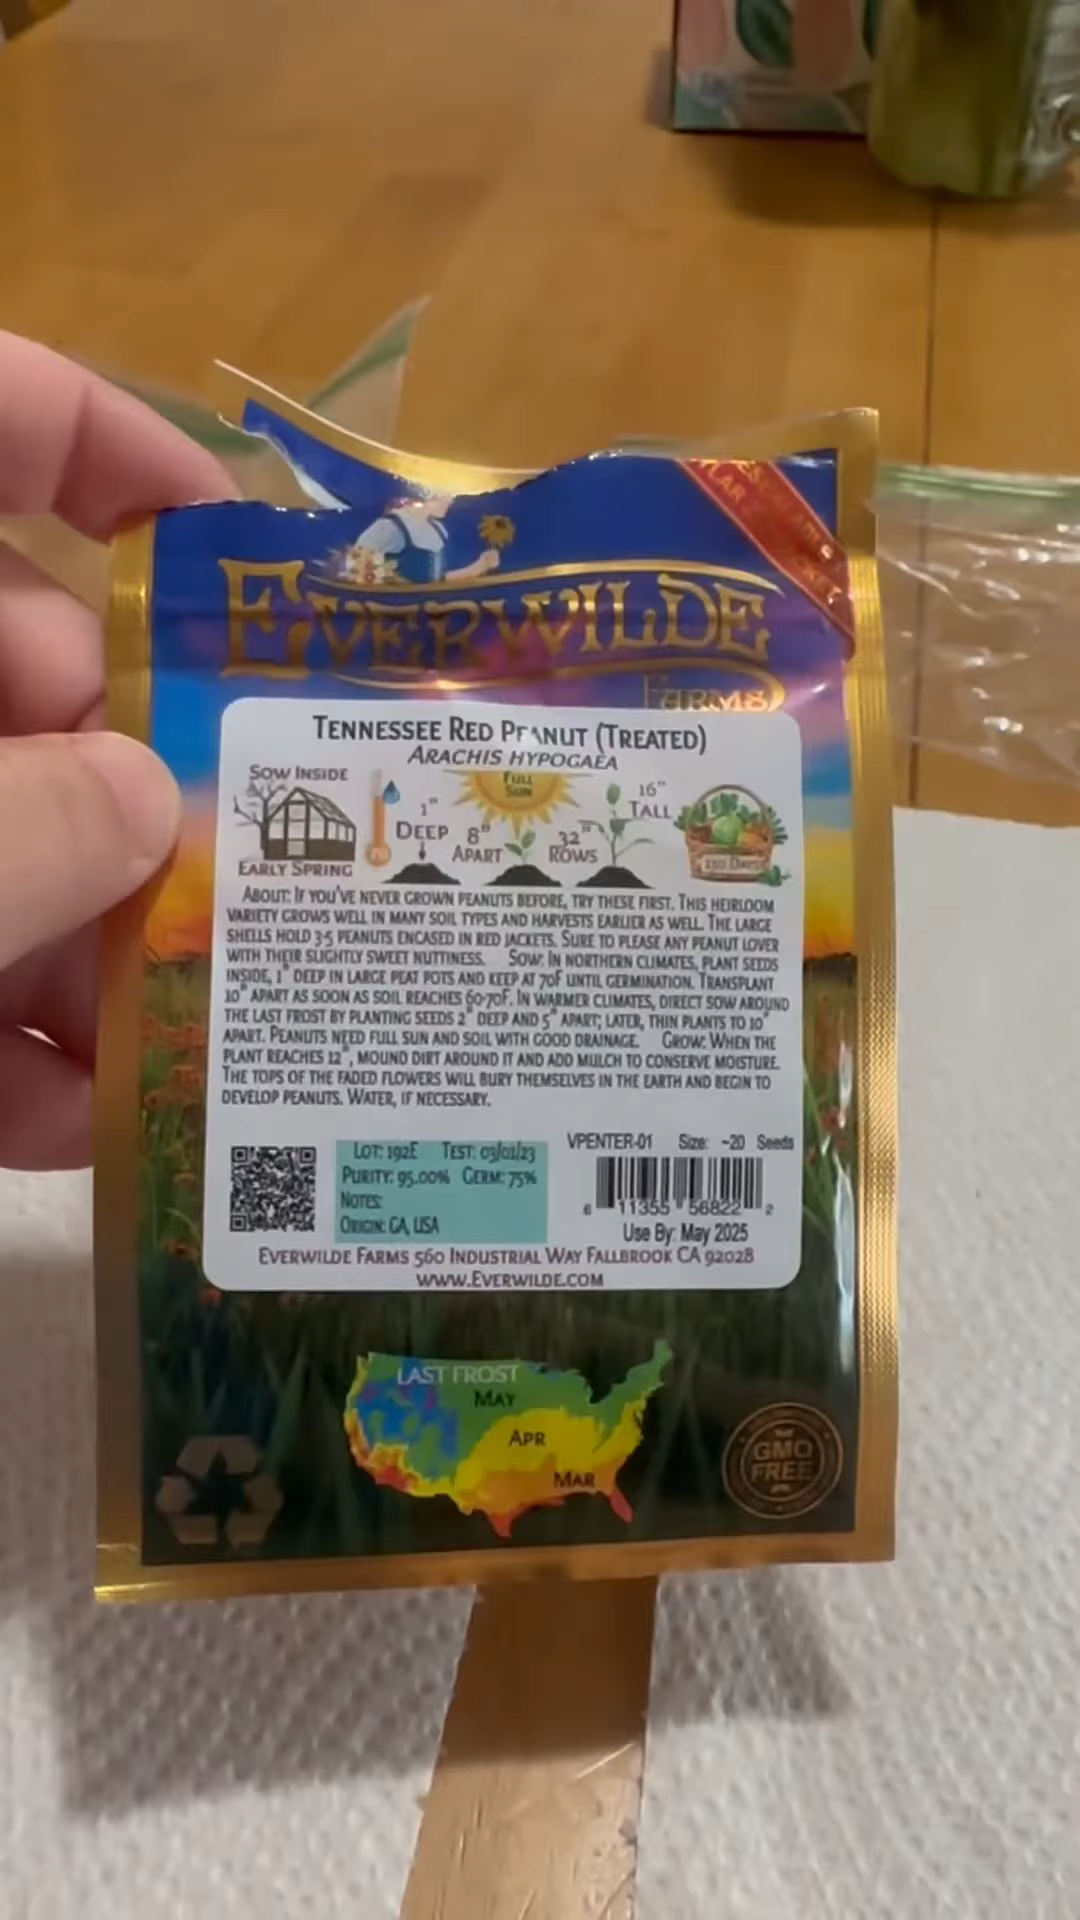 EVERWILDE
FARMS
TENNESSEE RED PEANUT (TREATED)
ARACHIS HYPOGAEA
SOW INSIDE
EARLY SPRING
70
1"
DEEP
8"
APART
FULL
SUN
32"
ROWS
16"
TALL
110 DAYS
ABOUT: IF YOU'VE NEVER GROWN PEANUTS BEFORE, TRY THESE FIRST. THIS HEIRLOOM
VARIETY GROWS WELL IN MANY SOIL TYPES AND HARVESTS EARLIER AS WELL. THE LARGE
SHELLS HOLD 3-5 PEANUTS ENCASED IN RED JACKETS. SURE TO PLEASE ANY PEANUT LOVER
WITH THEIR SLIGHTLY SWEET NUTTINESS. SOW: IN NORTHERN CLIMATES, PLANT SEEDS
INSIDE, 1" DEEP IN LARGE PEAT POTS AND KEEP AT 70F UNTIL GERMINATION. TRANSPLANT
10" APART AS SOON AS SOIL REACHES 60-70F. IN WARMER CLIMATES, DIRECT SOW AROUND
THE LAST FROST BY PLANTING SEEDS 2" DEEP AND 5" APART; LATER, THIN PLANTS TO 10"
APART. PEANUTS NEED FULL SUN AND SOIL WITH GOOD DRAINAGE. GROW: WHEN THE
PLANT REACHES 12", MOUND DIRT AROUND IT AND ADD MULCH TO CONSERVE MOISTURE.
THE TOPS OF THE FADED FLOWERS WILL BURY THEMSELVES IN THE EARTH AND BEGIN TO
DEVELOP PEANUTS. WATER, IF NECESSARY.
LOT: 192E TEST: 03/01/23
PURITY: 95.00% GERM: 75%
NOTES:
ORIGIN: GA, USA
VPENTER-01 Size: ~20 Seeds
6 11355 56822 2
Use By: May 2025
EVERWILDE FARMS 560 INDUSTRIAL WAY FALLBROOK CA 92028
WWW.EVERWILDE.COM
LAST FROST
MAY
APR
MAR
GMO
FREE